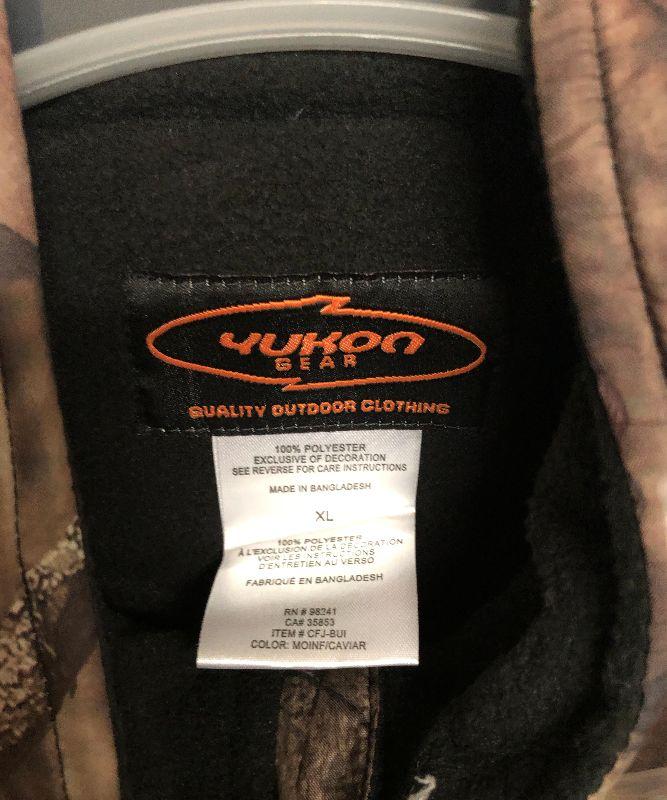 YUKON
GEAR
QUALITY OUTDOOR CLOTHING
100% POLYESTER
EXCLUSIVE OF DECORATION
SEE REVERSE FOR CARE INSTRUCTIONS
MADE IN BANGLADESH
XL
100% POLYESTER
À L'EXCLUSION DE LA DÉCORATION
VOIR LES INSTRUCTIONS
D'ENTRETIEN AU VERSO
FABRIQUÉ EN BANGLADESH
RN # 98241
CA# 35853
ITEM # CFJ-BUI
COLOR: MOINF/CAVIAR